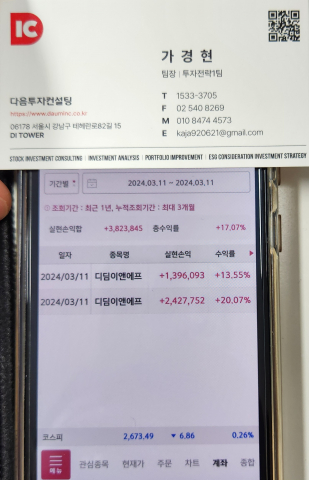 IC
가 경 현
팀장 | 투자전략1팀
다음투자컨설팅
https://www.daumic.co.kr
06178 서울시 강남구 테헤란로82길 15
DI TOWER
T 1533-3705
F 02 540 8269
M 010 8474 4573
E kaja920621@gmail.com
STOCK INVESTMENT CONSULTING | INVESTMENT ANALYSIS | PORTFOLIO IMPROVEMENT | ESG CONSIDERATION INVESTMENT STRATEGY
기간별 2024.03.11 ~ 2024.03.11
조회기간 : 최근 1년, 누적조회기간 : 최대 3개월
실현손익합 +3,823,845 총수익률 +17.07%
일자 종목명 실현손익 수익률
2024/03/11 디딤이앤에프 +1,396,093 +13.55%
2024/03/11 디딤이앤에프 +2,427,752 +20.07%
코스피 2,673.49 ▼ 6.86 0.26%
메뉴 관심종목 현재가 주문 차트 계좌 종합